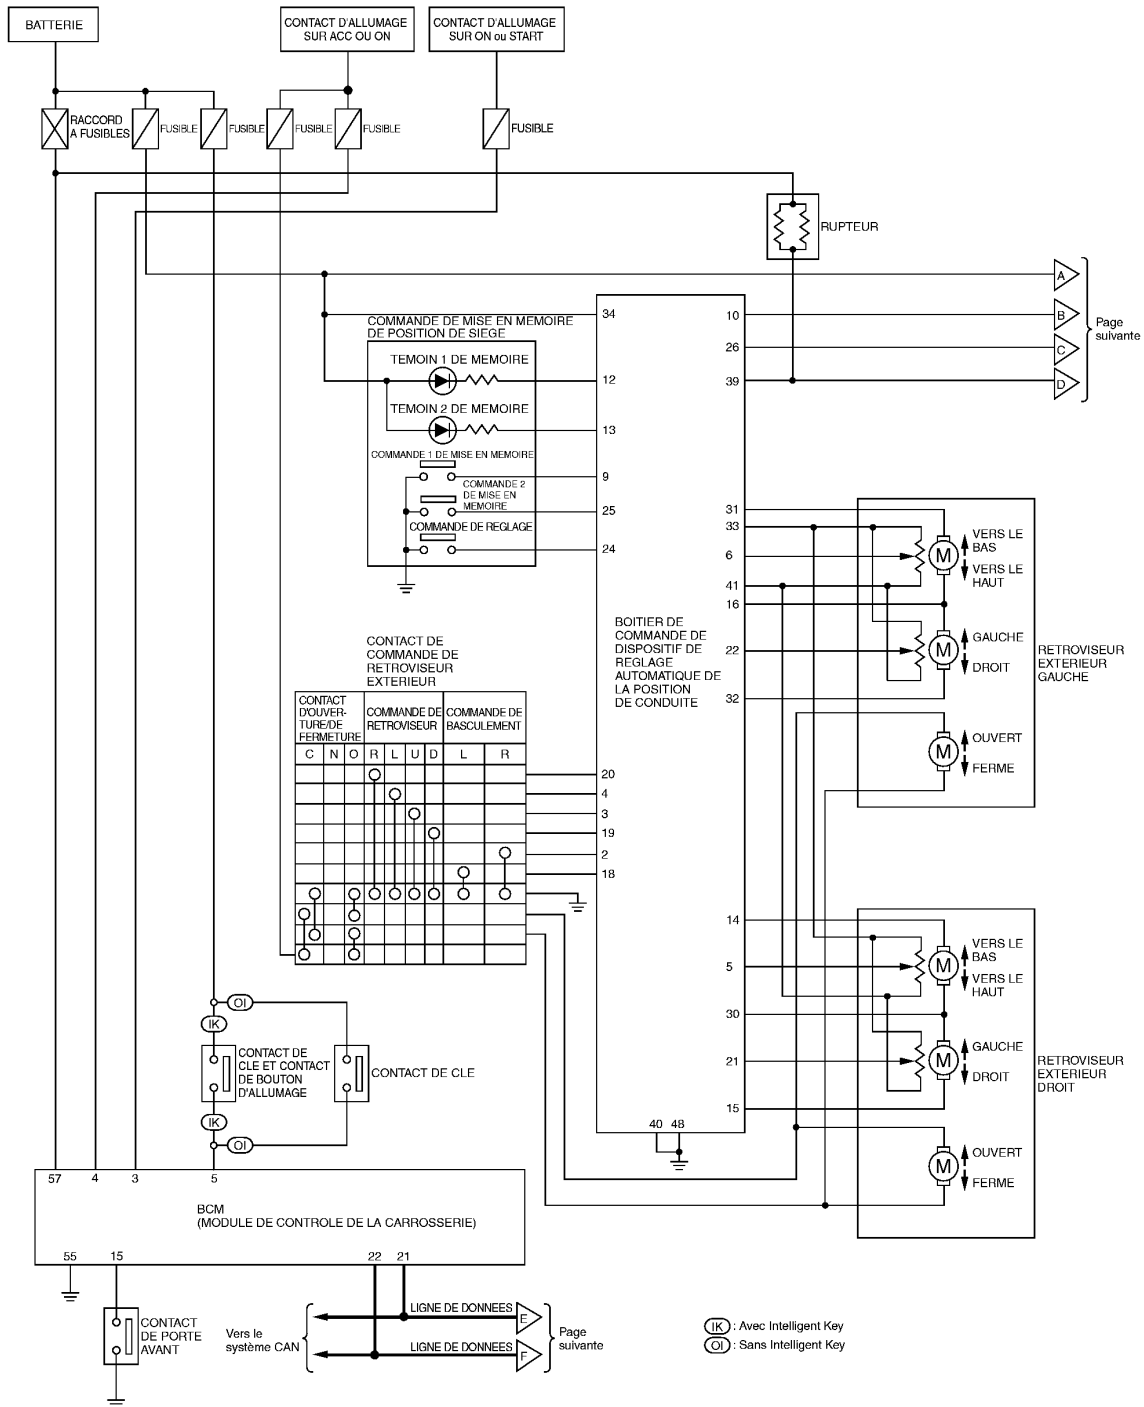 BATTERIE
CONTACT D'ALLUMAGE
SUR ACC OU ON
CONTACT D'ALLUMAGE
SUR ON ou START
RACCORD
A FUSIBLES
FUSIBLE
FUSIBLE
FUSIBLE
FUSIBLE
FUSIBLE
RUPTEUR
A
B
C
D
Page
suivante
34
12
13
9
25
24
10
26
39
COMMANDE DE MISE EN MEMOIRE
DE POSITION DE SIEGE
TEMOIN 1 DE MEMOIRE
TEMOIN 2 DE MEMOIRE
COMMANDE 1 DE MISE EN MEMOIRE
COMMANDE 2
DE MISE EN
MEMOIRE
COMMANDE DE REGLAGE
BOITIER DE
COMMANDE DE
DISPOSITIF DE
REGLAGE
AUTOMATIQUE DE
LA POSITION
DE CONDUITE
31
33
6
41
16
22
32
M
VERS LE
BAS
VERS LE
HAUT
M
GAUCHE
DROIT
M
OUVERT
FERME
RETROVISEUR
EXTERIEUR
GAUCHE
CONTACT DE
COMMANDE DE
RETROVISEUR
EXTERIEUR
CONTACT
D'OUVER-
TURE/DE
FERMETURE
COMMANDE DE
RETROVISEUR
COMMANDE DE
BASCULEMENT
C N O R L U D L R
20
4
3
19
2
18
14
5
30
21
15
40 48
M
VERS LE
BAS
VERS LE
HAUT
M
GAUCHE
DROIT
M
OUVERT
FERME
RETROVISEUR
EXTERIEUR
DROIT
OI
IK
CONTACT DE
CLE ET CONTACT
DE BOUTON
D'ALLUMAGE
CONTACT DE CLE
IK
OI
57 4 3 5
BCM
(MODULE DE CONTROLE DE LA CARROSSERIE)
55 15 22 21
CONTACT
DE PORTE
AVANT
Vers le
système CAN
LIGNE DE DONNEES
E
LIGNE DE DONNEES
F
Page
suivante
IK : Avec Intelligent Key
OI : Sans Intelligent Key